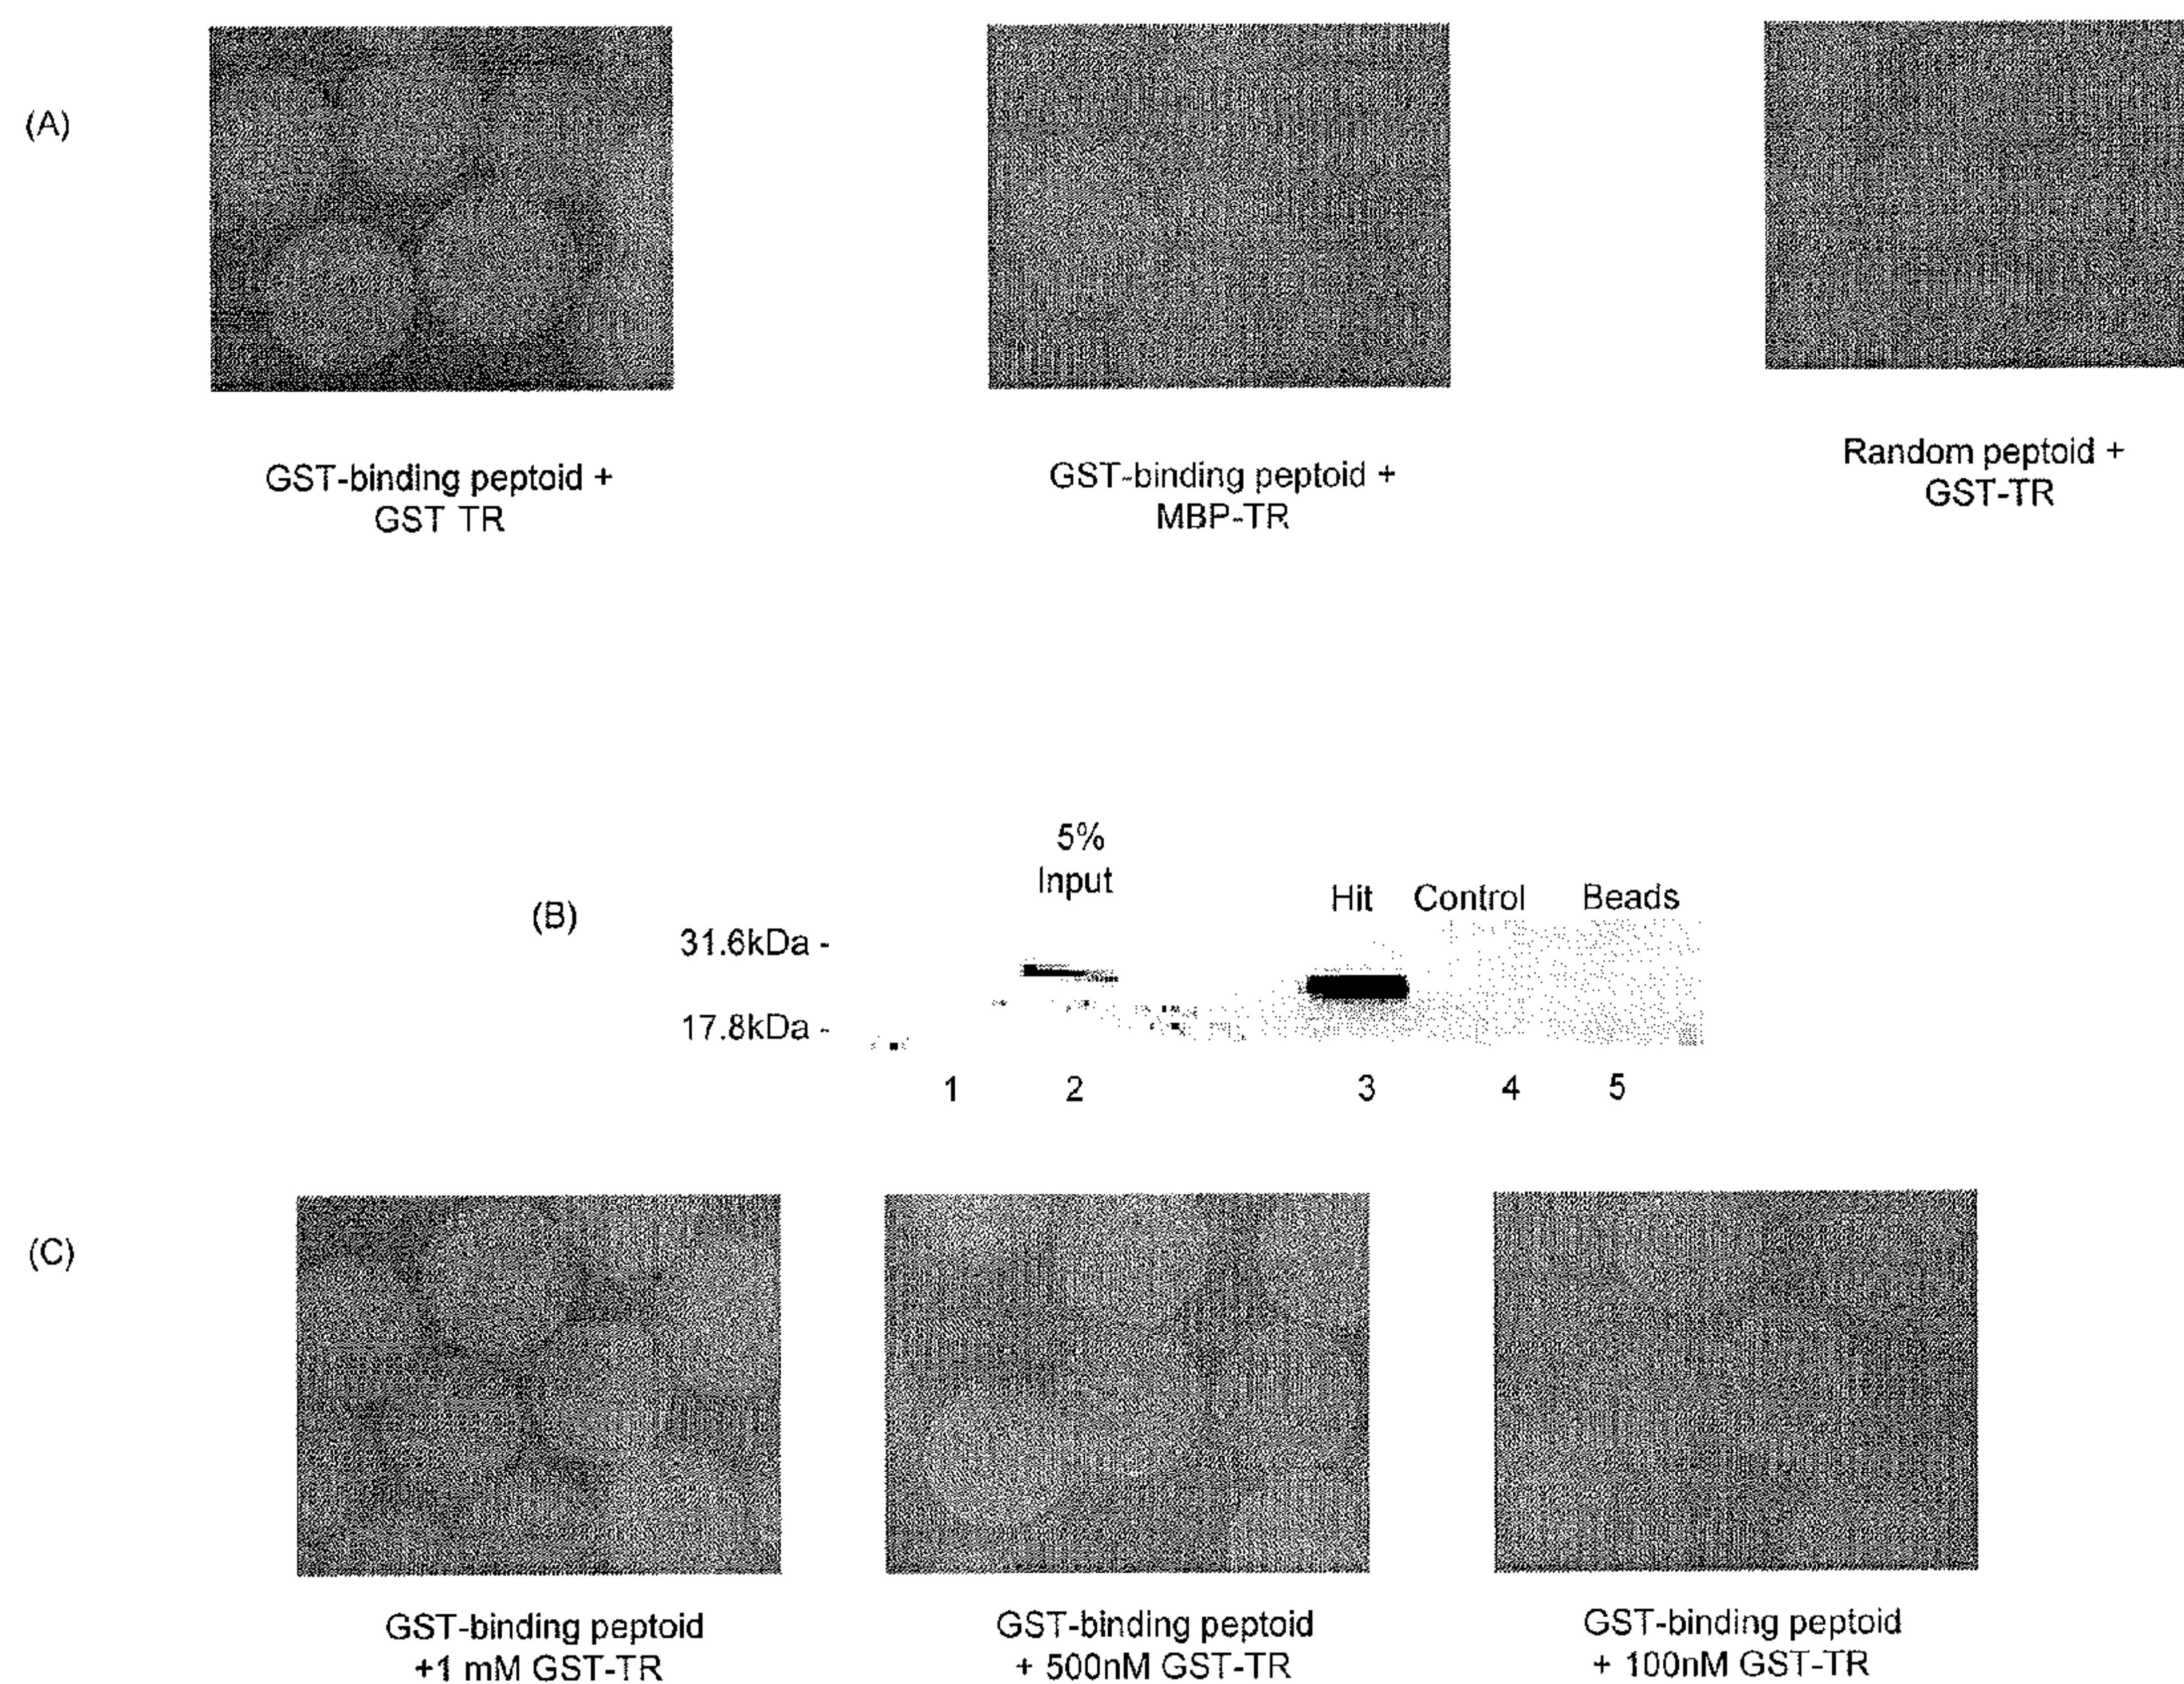 (A)
GST-binding peptoid +
GST TR
GST-binding peptoid +
MBP-TR
Random peptoid +
GST-TR
(B)
5%
Input
Hit Control Beads
31.6kDa -
17.8kDa -
1 2 3 4 5
(C)
GST-binding peptoid
+1 mM GST-TR
GST-binding peptoid
+ 500nM GST-TR
GST-binding peptoid
+ 100nM GST-TR